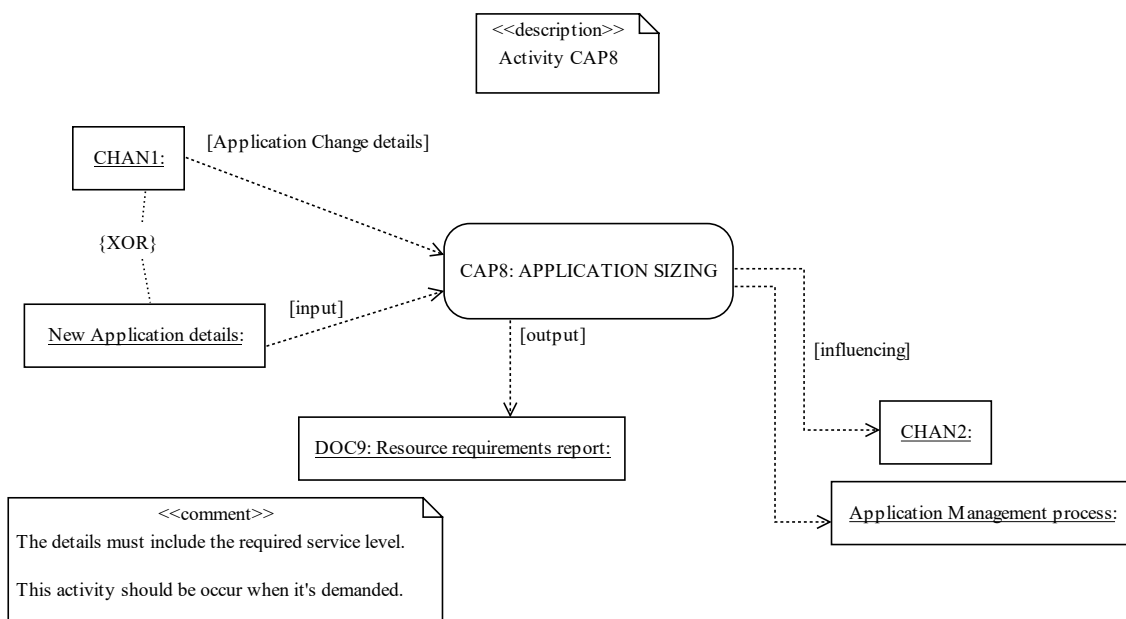 <<description>>
Activity CAP8
[Application Change details]
CHAN1:
{XOR}
CAP8: APPLICATION SIZING
New Application details:
[input]
[output]
[influencing]
DOC9: Resource requirements report:
CHAN2:
Application Management process:
<<comment>>
The details must include the required service level.
This activity should be occur when it's demanded.